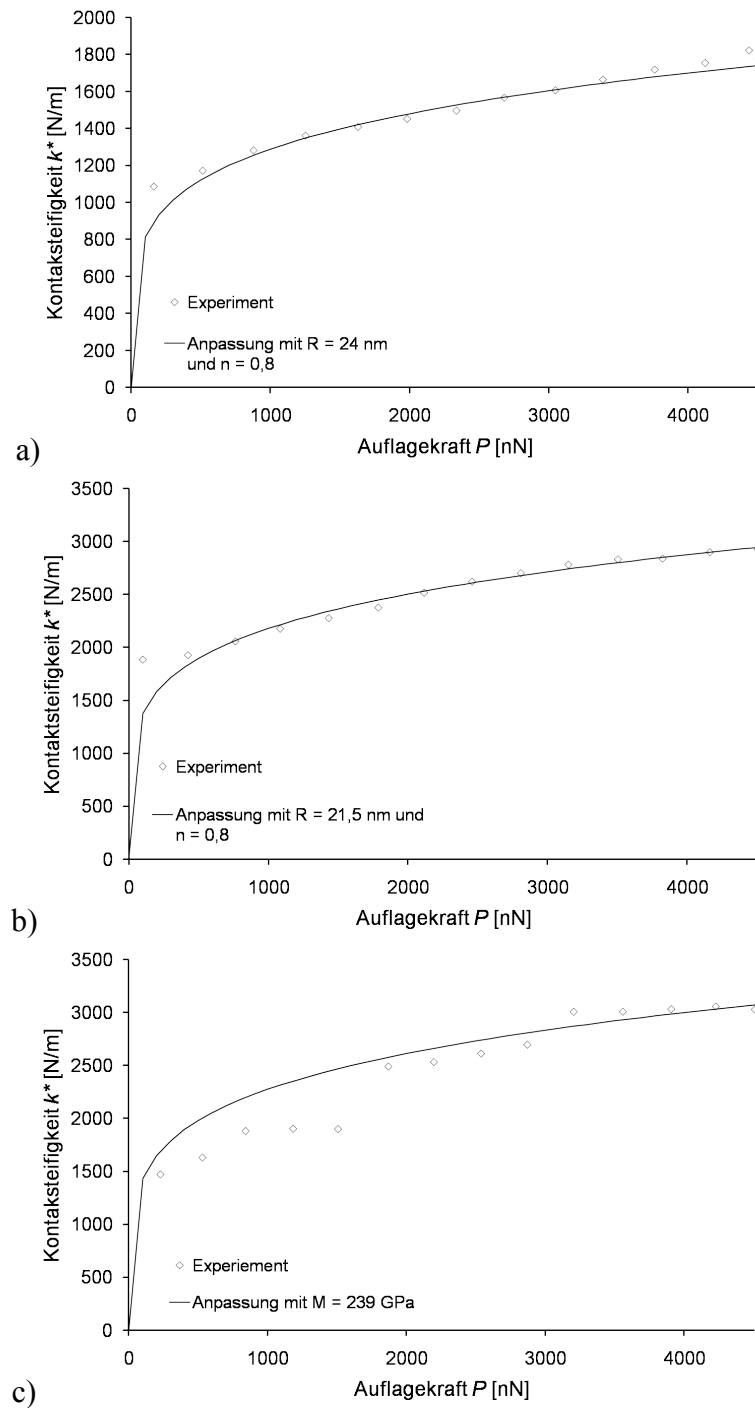 2000
1800
1600
1400
1200
1000
800
600
400
200
0
Kontaksteifigkeit k* [N/m]
Experiment
Anpassung mit R = 24 nm
und n = 0,8
0 1000 2000 3000 4000
Auflagekraft P [nN]
a)
3500
3000
2500
2000
1500
1000
500
0
Kontaktsteifigkeit k* [N/m]
Experiment
Anpassung mit R = 21,5 nm und
n = 0,8
0 1000 2000 3000 4000
Auflagekraft P [nN]
b)
3500
3000
2500
2000
1500
1000
500
0
Kontaksteifigkeit k* [N/m]
Experiement
Anpassung mit M = 239 GPa
0 1000 2000 3000 4000
Auflagekraft P [nN]
c)